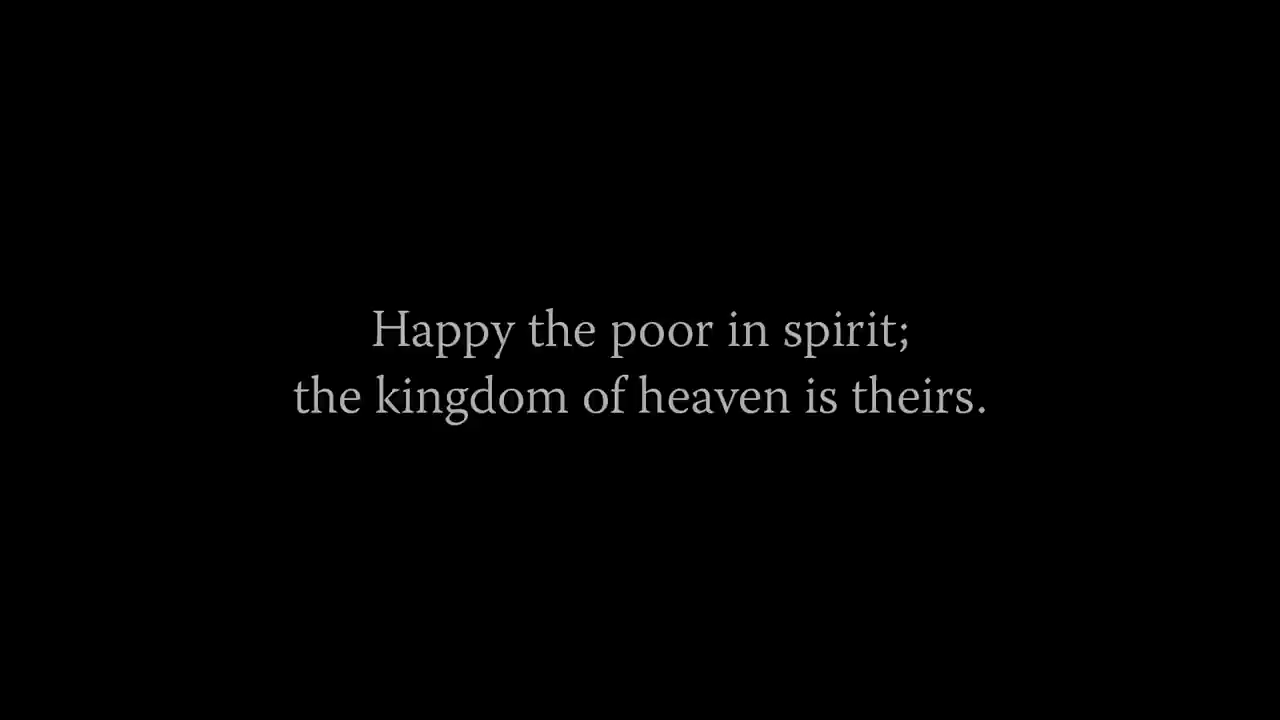 Happy the poor in spirit;
the kingdom of heaven is theirs.